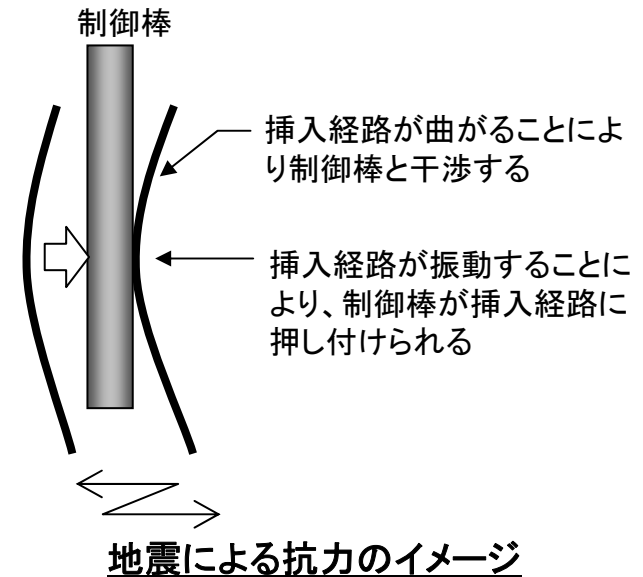 制御棒
挿入経路が曲がることによ
り制御棒と干渉する
挿入経路が振動することに
より、制御棒が挿入経路に
押し付けられる
地震による抗力のイメージ